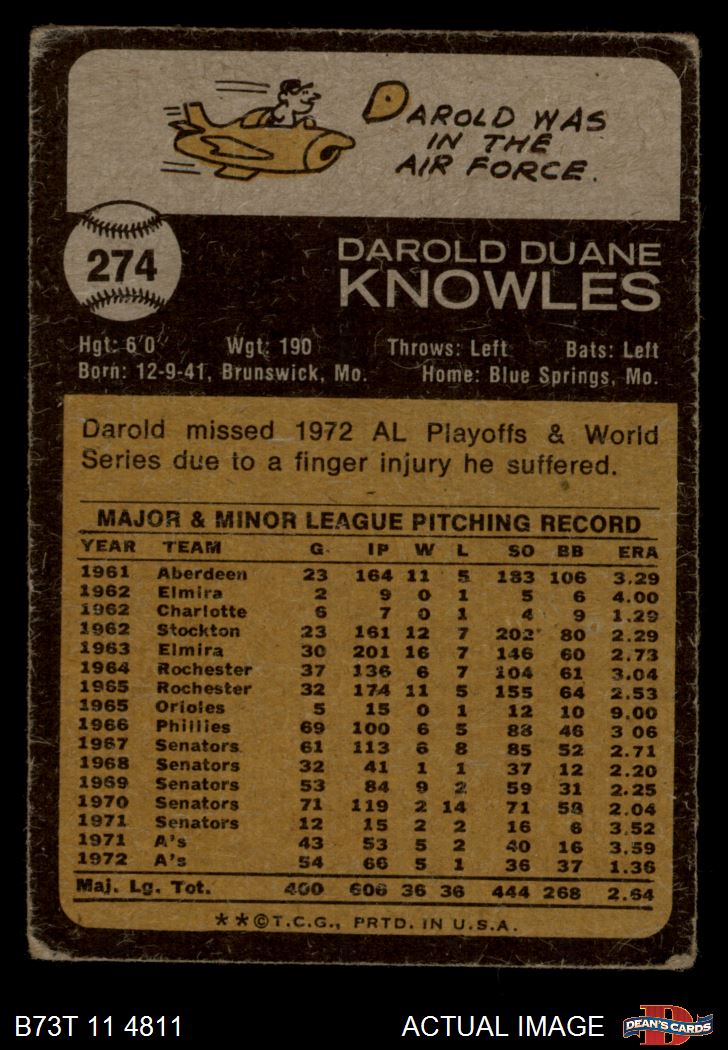 DAROLD WAS
IN THE
AIR FORCE.
274
DAROLD DUANE
KNOWLES
Hgt: 6'0" Wgt: 190 Throws: Left Bats: Left
Born: 12-9-41, Brunswick, Mo. Home: Blue Springs, Mo.
Darold missed 1972 AL Playoffs & World
Series due to a finger injury he suffered.
MAJOR & MINOR LEAGUE PITCHING RECORD
YEAR TEAM G IP W L SO BB ERA
1961 Aberdeen 23 164 11 5 183 106 3.29
1962 Elmira 2 9 0 1 5 6 4.00
1962 Charlotte 6 7 0 1 4 9 1.29
1962 Stockton 23 161 12 7 202* 80 2.29
1963 Elmira 30 201 16 7 146 60 2.73
1964 Rochester 37 136 6 7 104 61 3.04
1965 Rochester 32 174 11 5 155 64 2.53
1965 Orioles 5 15 0 1 12 10 9.00
1966 Phillies 69 100 6 5 88 46 3.06
1967 Senators 61 113 6 8 85 52 2.71
1968 Senators 32 41 1 1 37 12 2.20
1969 Senators 53 84 9 2 59 31 2.25
1970 Senators 71 119 2 14 71 58 2.04
1971 Senators 12 15 2 2 16 6 3.52
1971 A's 43 53 5 2 40 16 3.59
1972 A's 54 66 5 1 36 37 1.36
Maj. Lg. Tot. 400 606 36 36 444 268 2.64
**©T.C.G., PRTD. IN U.S.A.
B73T 11 4811 ACTUAL IMAGE
D
DEAN'S CARDS